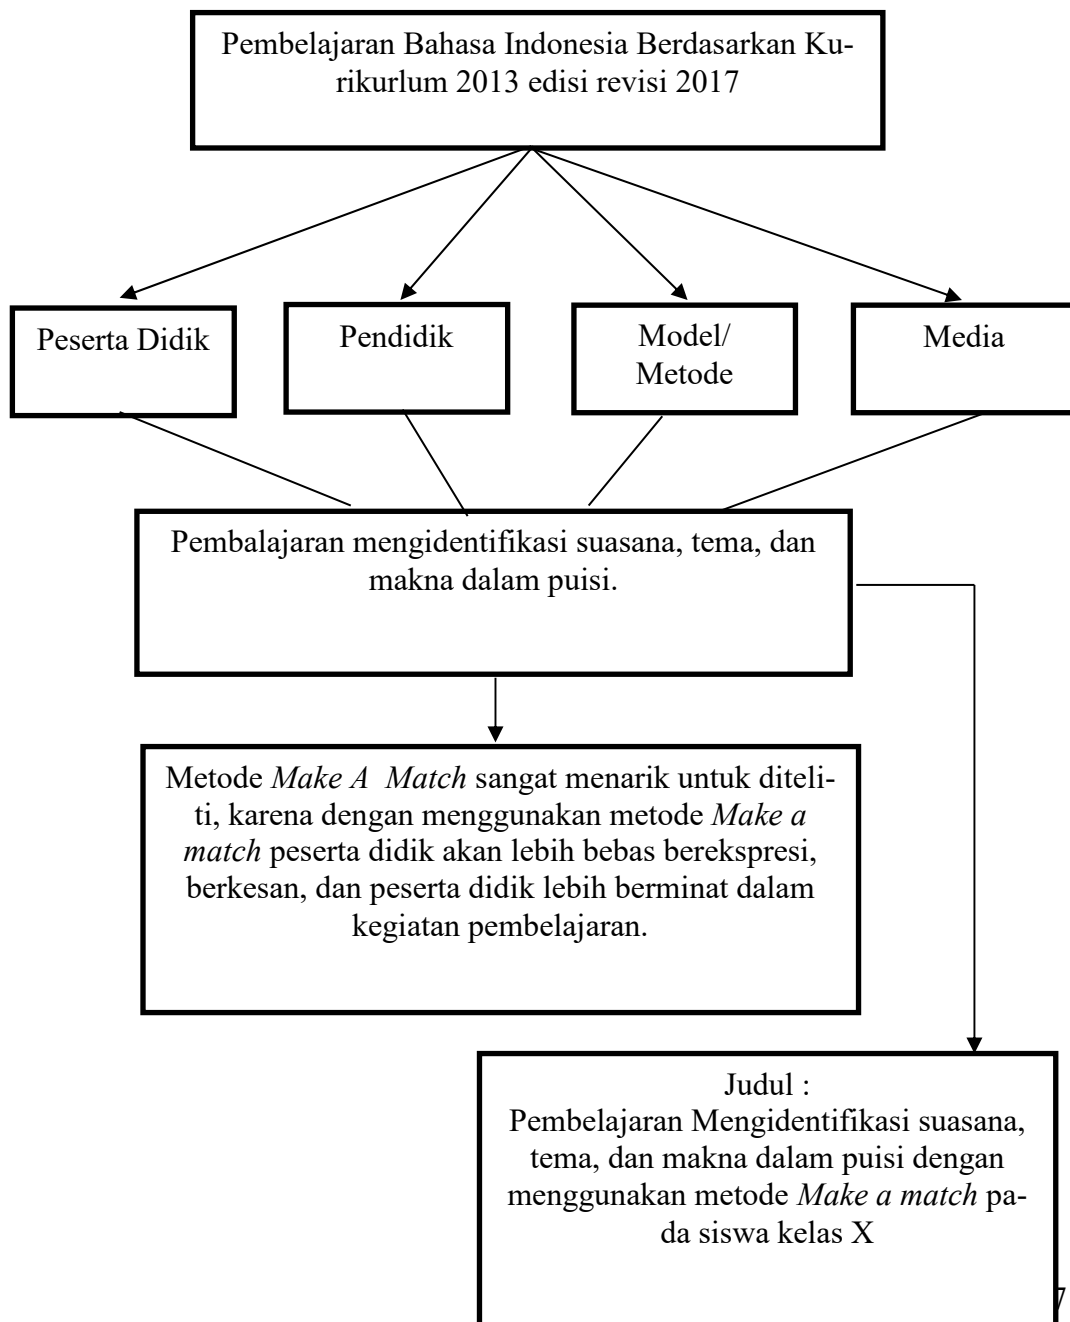 Pembelajaran Bahasa Indonesia Berdasarkan Ku-
rikurlum 2013 edisi revisi 2017
Peserta Didik
Pendidik
Model/
Metode
Media
Pembalajaran mengidentifikasi suasana, tema, dan
makna dalam puisi.
Metode Make A  Match sangat menarik untuk diteli-
ti, karena dengan menggunakan metode Make a
match peserta didik akan lebih bebas berekspresi,
berkesan, dan peserta didik lebih berminat dalam
kegiatan pembelajaran.
Judul :
Pembelajaran Mengidentifikasi suasana,
tema, dan makna dalam puisi dengan
menggunakan metode Make a match pa-
da siswa kelas X